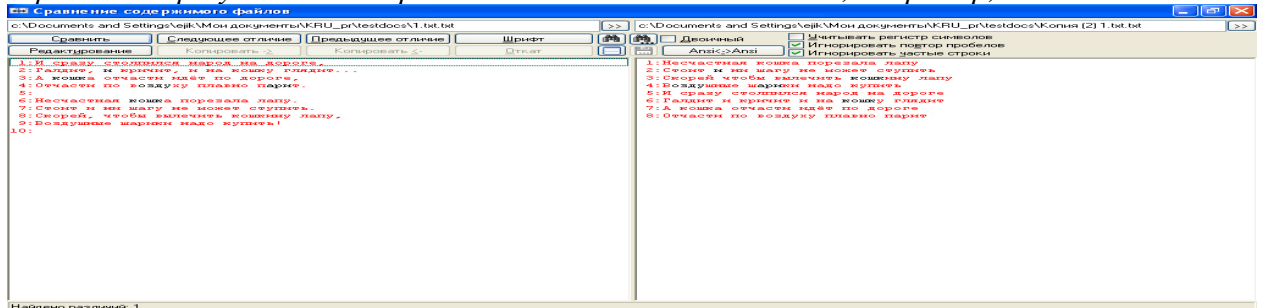 Сравнение содержимого файлов
c:\Documents and Settings\ejik\Мои документы\KRU_pr\testdocs\1.txt.txt >> c:\Documents and Settings\ejik\Мои документы\KRU_pr\testdocs\Копия (2) 1.txt.txt >>
Сравнить Следующее отличие Предыдущее отличие Шрифт Двоичный Учитывать регистр символов
Игнорировать повтор пробелов
Редактирование Копировать -> Копировать <- Откат Anzi<->Anzi Игнорировать частые строки
1:И сразу столпился народ на дороге,
2:Галдит, и кричит, и на кошку глядит...
3:А кошка отчасти идёт по дороге,
4:Отчасти по воздуху плавно парит.
5:
6:Несчастная кошка порезала лапу.
7:Стоит и ни шагу не может ступить.
8:Скорей, чтобы вылечить кошкину лапу,
9:Воздушные шарики надо купить!
10:
1:Несчастная кошка порезала лапу
2:Стоит и ни шагу не может ступить
3:Скорей чтобы вылечить кошкину лапу
4:Воздушные шарики надо купить
5:И сразу столпился народ на дороге
6:Галдит и кричит и на кошку глядит
7:А кошка отчасти идёт по дороге
8:Отчасти по воздуху плавно парит
Найдено различий: 1